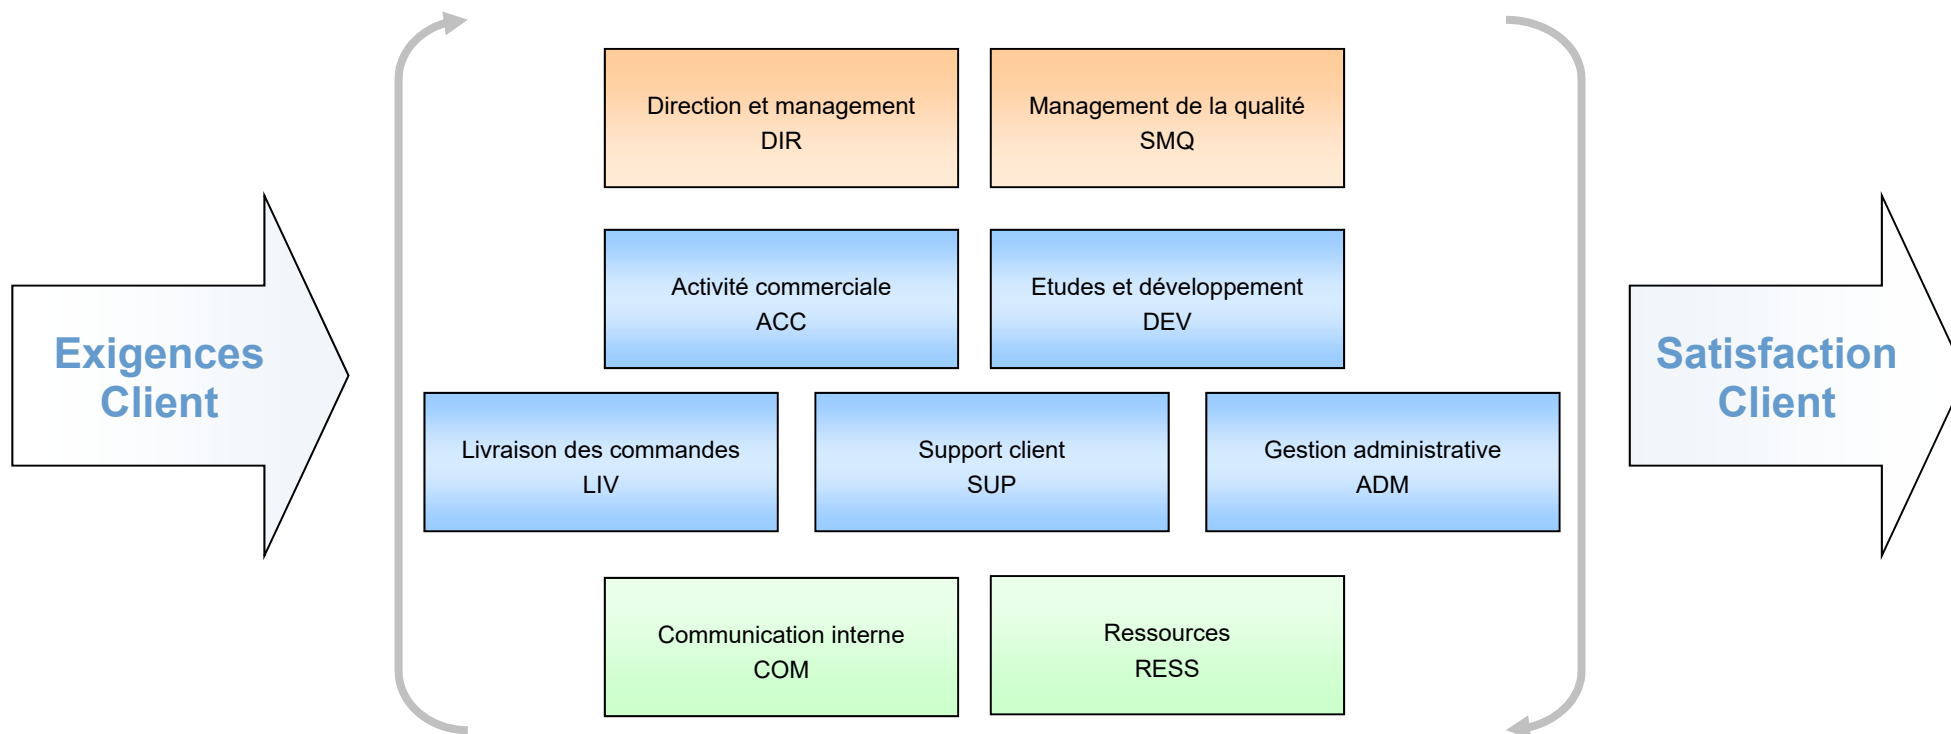 Direction et management
DIR
Management de la qualité
SMQ
Exigences
Client
Activité commerciale
ACC
Etudes et développement
DEV
Livraison des commandes
LIV
Support client
SUP
Gestion administrative
ADM
Communication interne
COM
Ressources
RESS
Satisfaction
Client